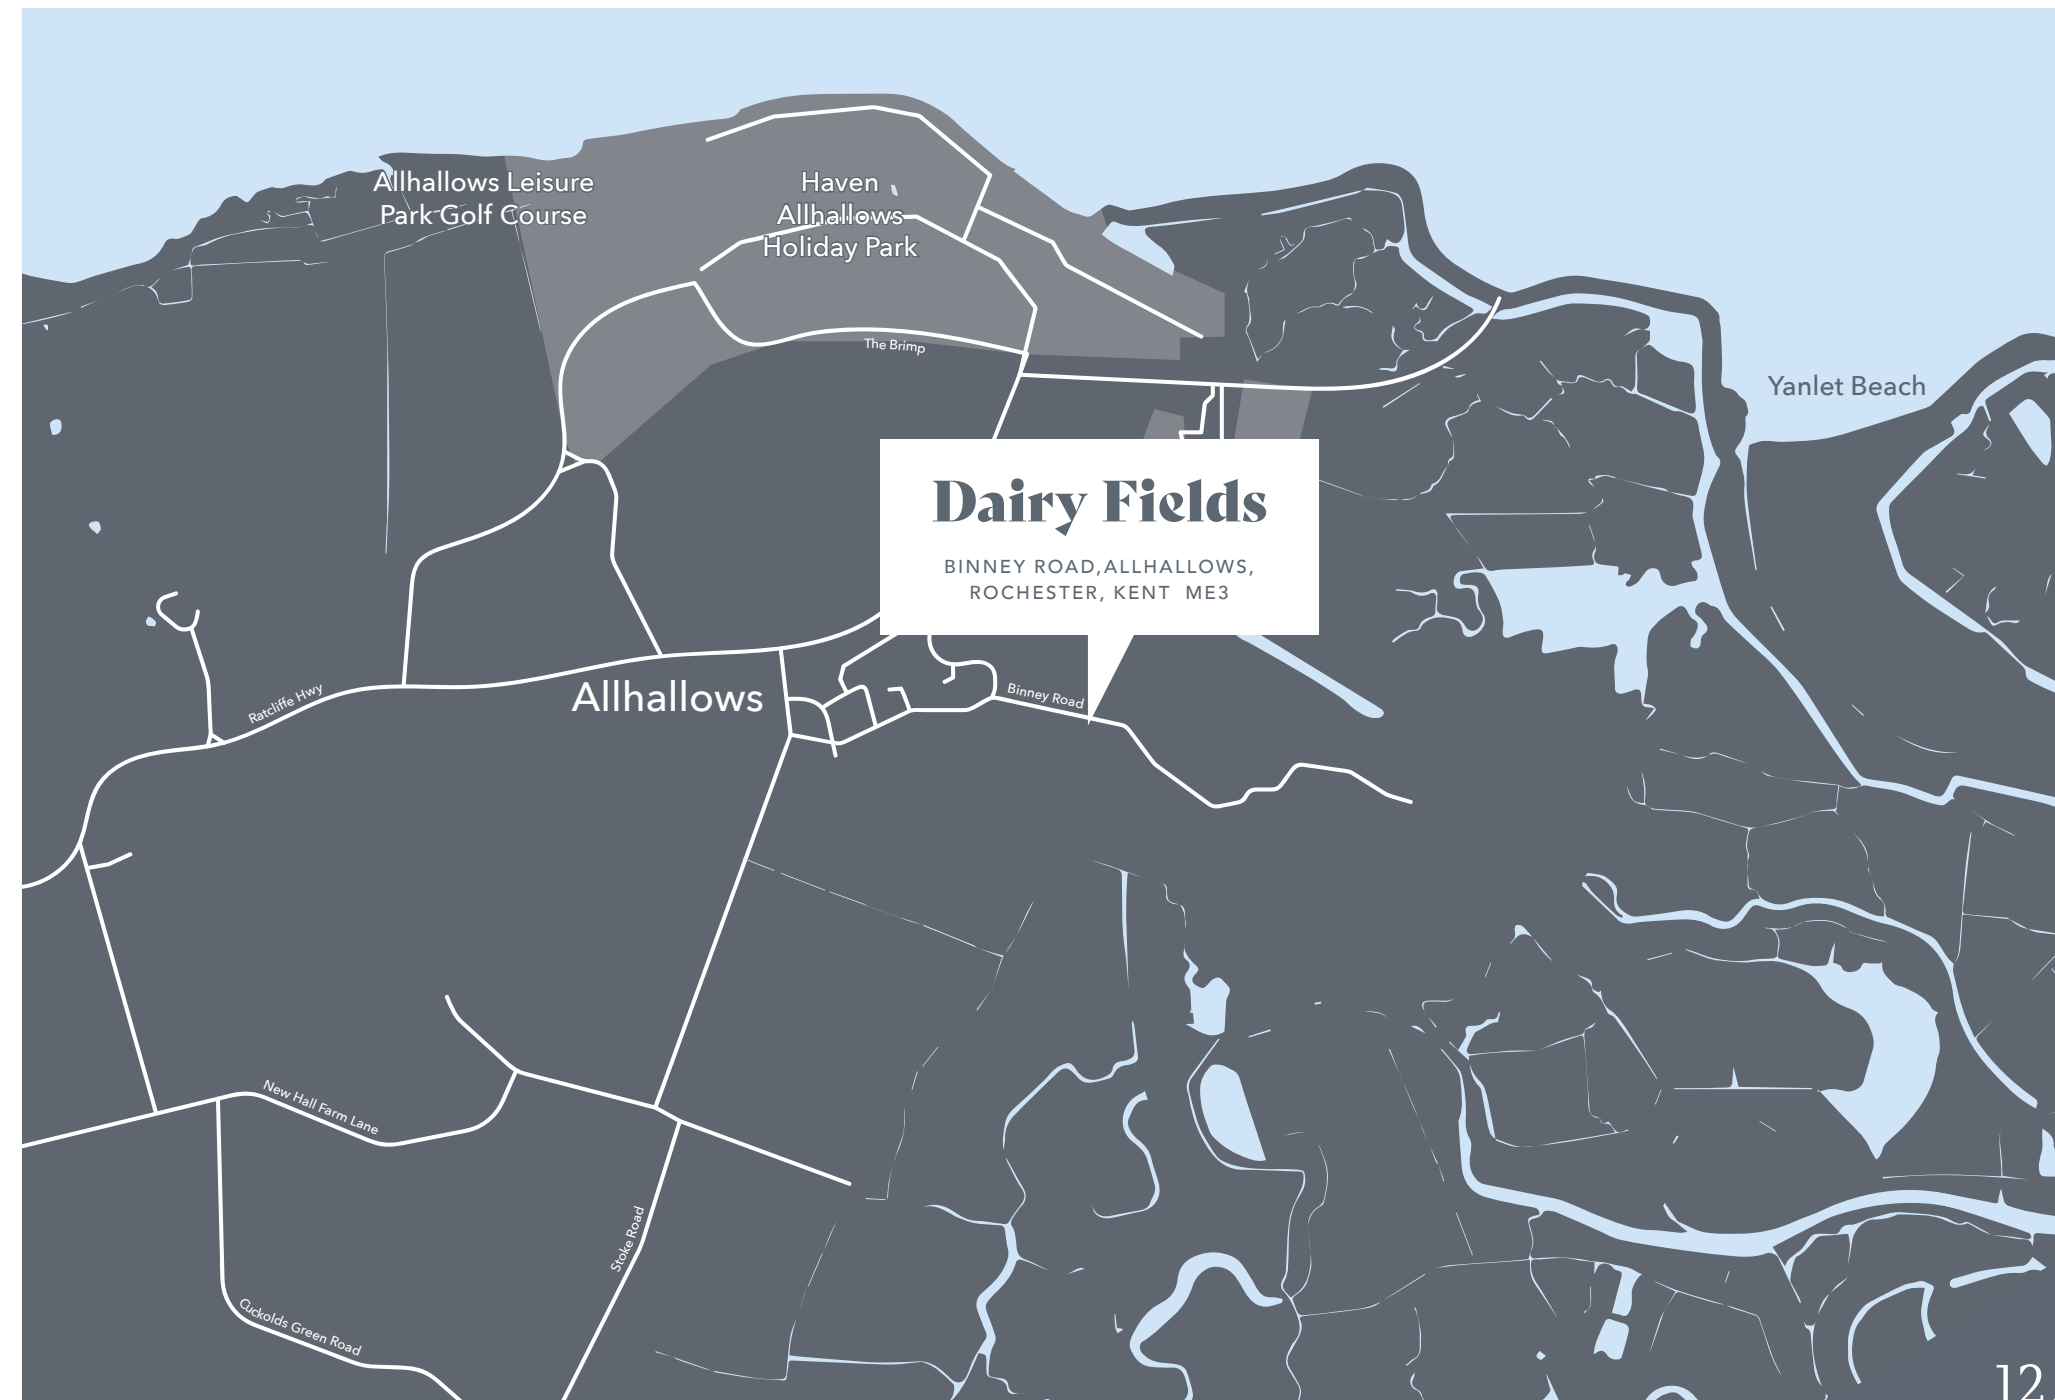 Allhallows Leisure
Park Golf Course
Haven
Allhallows
Holiday Park
The Brimp
Yanlet Beach
Dairy Fields
BINNEY ROAD,ALLHALLOWS,
ROCHESTER, KENT  ME3
Allhallows
Binney Road
Ratcliffe Hwy
New Hall Farm Lane
Stoke Road
Cuckolds Green Road
12